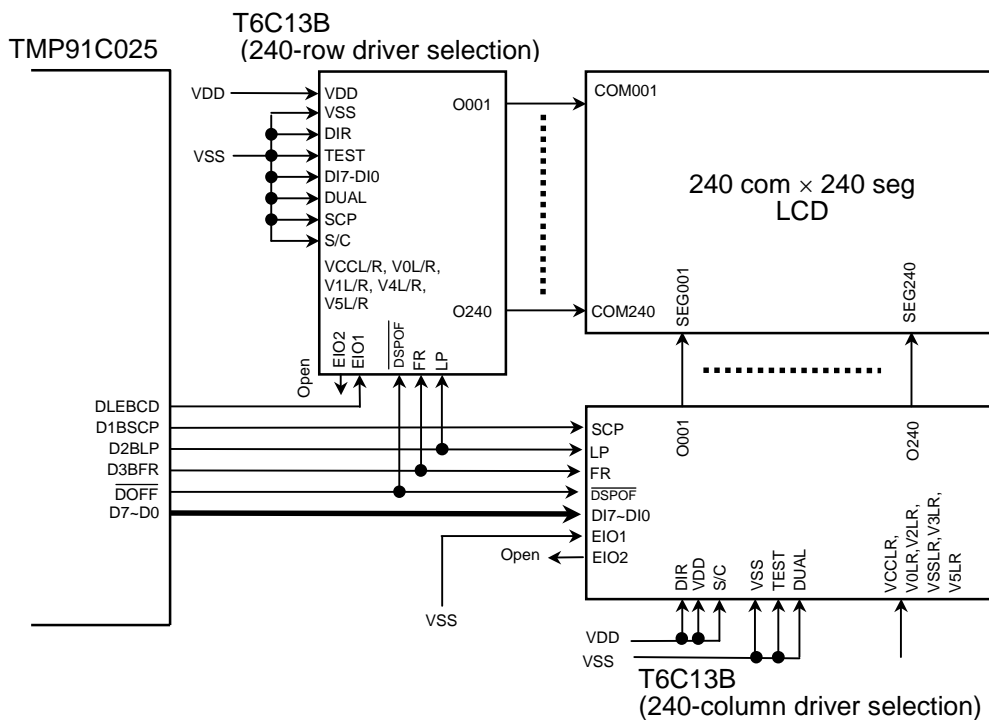 T6C13B
(240-row driver selection)
TMP91C025
VDD
VSS
VDD
VSS
DIR
TEST
DI7-DI0
DUAL
SCP
S/C
VCCL/R, V0L/R,
V1L/R, V4L/R,
V5L/R
O001
O240
Open
EIO2
EIO1
DSPOF
FR
LP
COM001
COM240
240 com × 240 seg
LCD
SEG001
SEG240
DLEBCD
D1BSCP
D2BLP
D3BFR
DOFF
D7~D0
SCP
LP
FR
DSPOF
DI7~DI0
EIO1
EIO2
O001
O240
Open
VSS
DIR
VDD
S/C
VSS
TEST
DUAL
VCCLR,
V0LR,V2LR,
VSSLR,V3LR,
V5LR
VDD
VSS
T6C13B
(240-column driver selection)